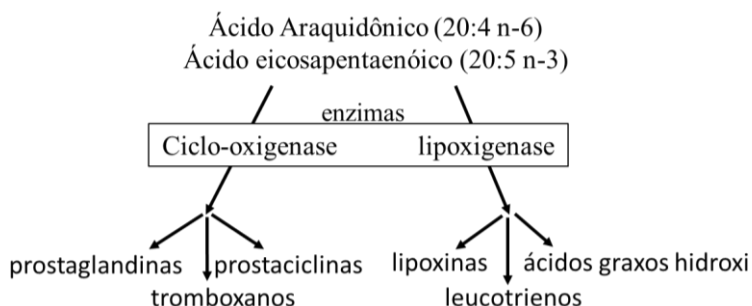 Ácido Araquidônico (20:4 n-6)
Ácido eicosapentaenóico (20:5 n-3)
enzimas
Ciclo-oxigenase lipoxigenase
prostaglandinas prostaciclinas lipoxinas ácidos graxos hidroxi
tromboxanos leucotrienos